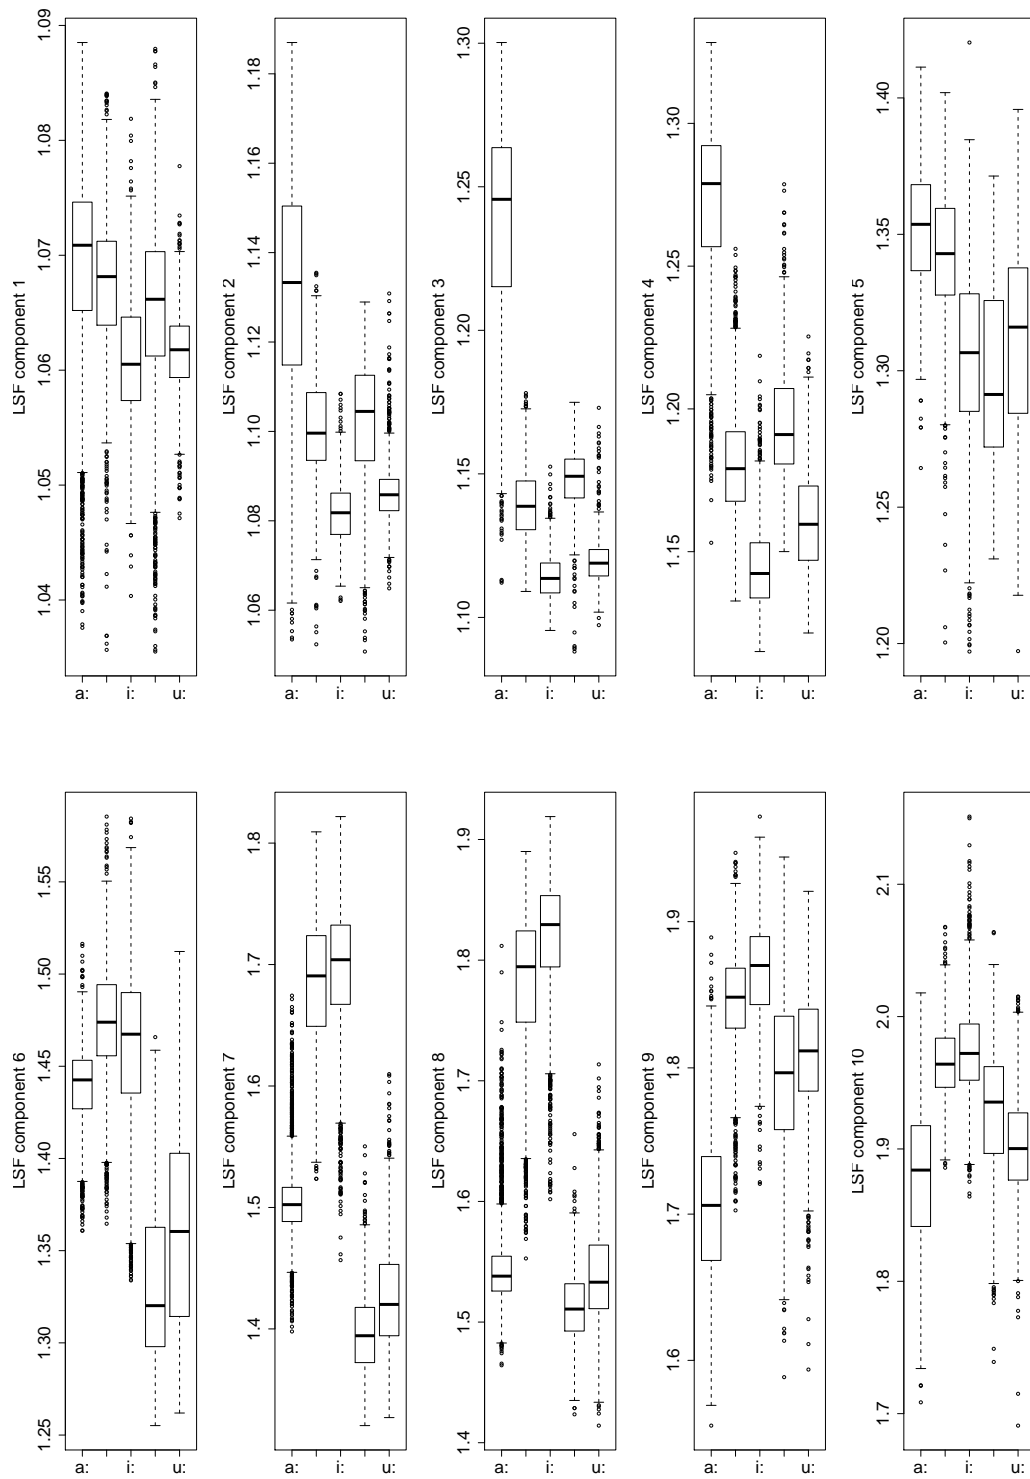 LSF component 1
1.04 1.05 1.06 1.07 1.08 1.09
a: i: u:
LSF component 2
1.06 1.08 1.10 1.12 1.14 1.16 1.18
a: i: u:
LSF component 3
1.10 1.15 1.20 1.25 1.30
a: i: u:
LSF component 4
1.15 1.20 1.25 1.30
a: i: u:
LSF component 5
1.20 1.25 1.30 1.35 1.40
a: i: u:
LSF component 6
1.25 1.30 1.35 1.40 1.45 1.50 1.55
a: i: u:
LSF component 7
1.4 1.5 1.6 1.7 1.8
a: i: u:
LSF component 8
1.4 1.5 1.6 1.7 1.8 1.9
a: i: u:
LSF component 9
1.6 1.7 1.8 1.9
a: i: u:
LSF component 10
1.7 1.8 1.9 2.0 2.1
a: i: u: